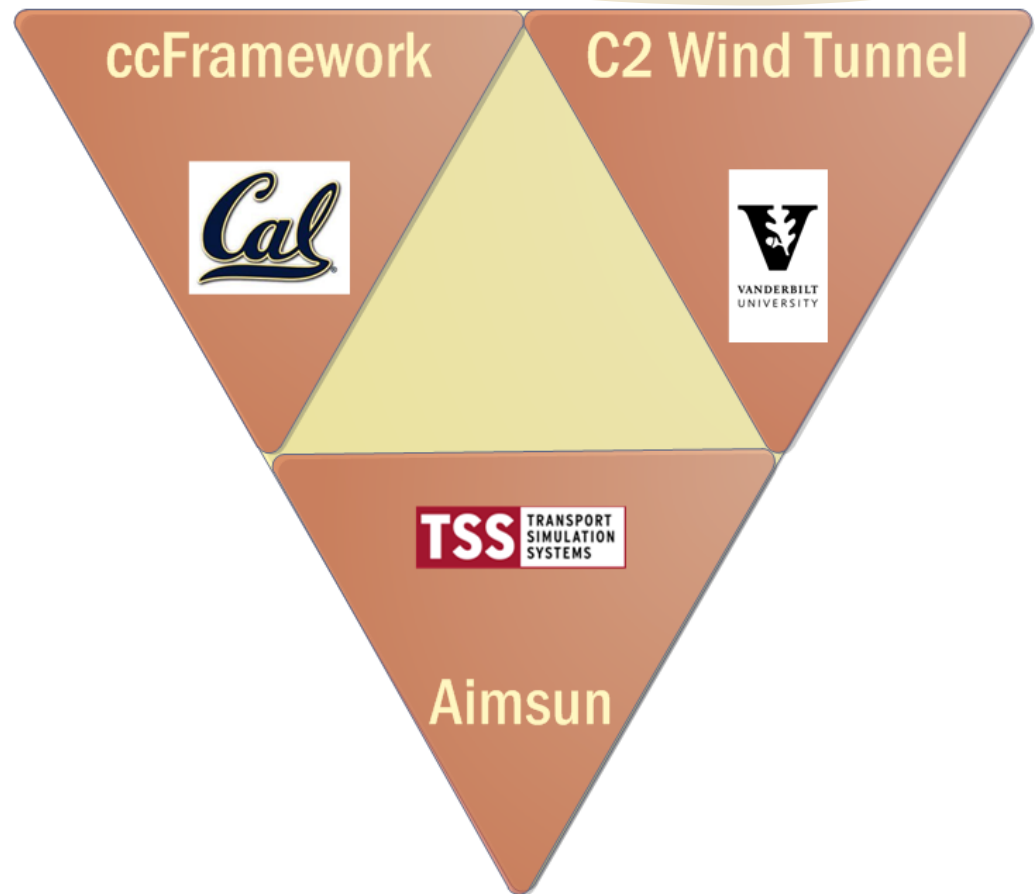 ccFramework
C2 Wind Tunnel
Cal
V
VANDERBILT
UNIVERSITY
TSS
TRANSPORT
SIMULATION
SYSTEMS
Aimsun